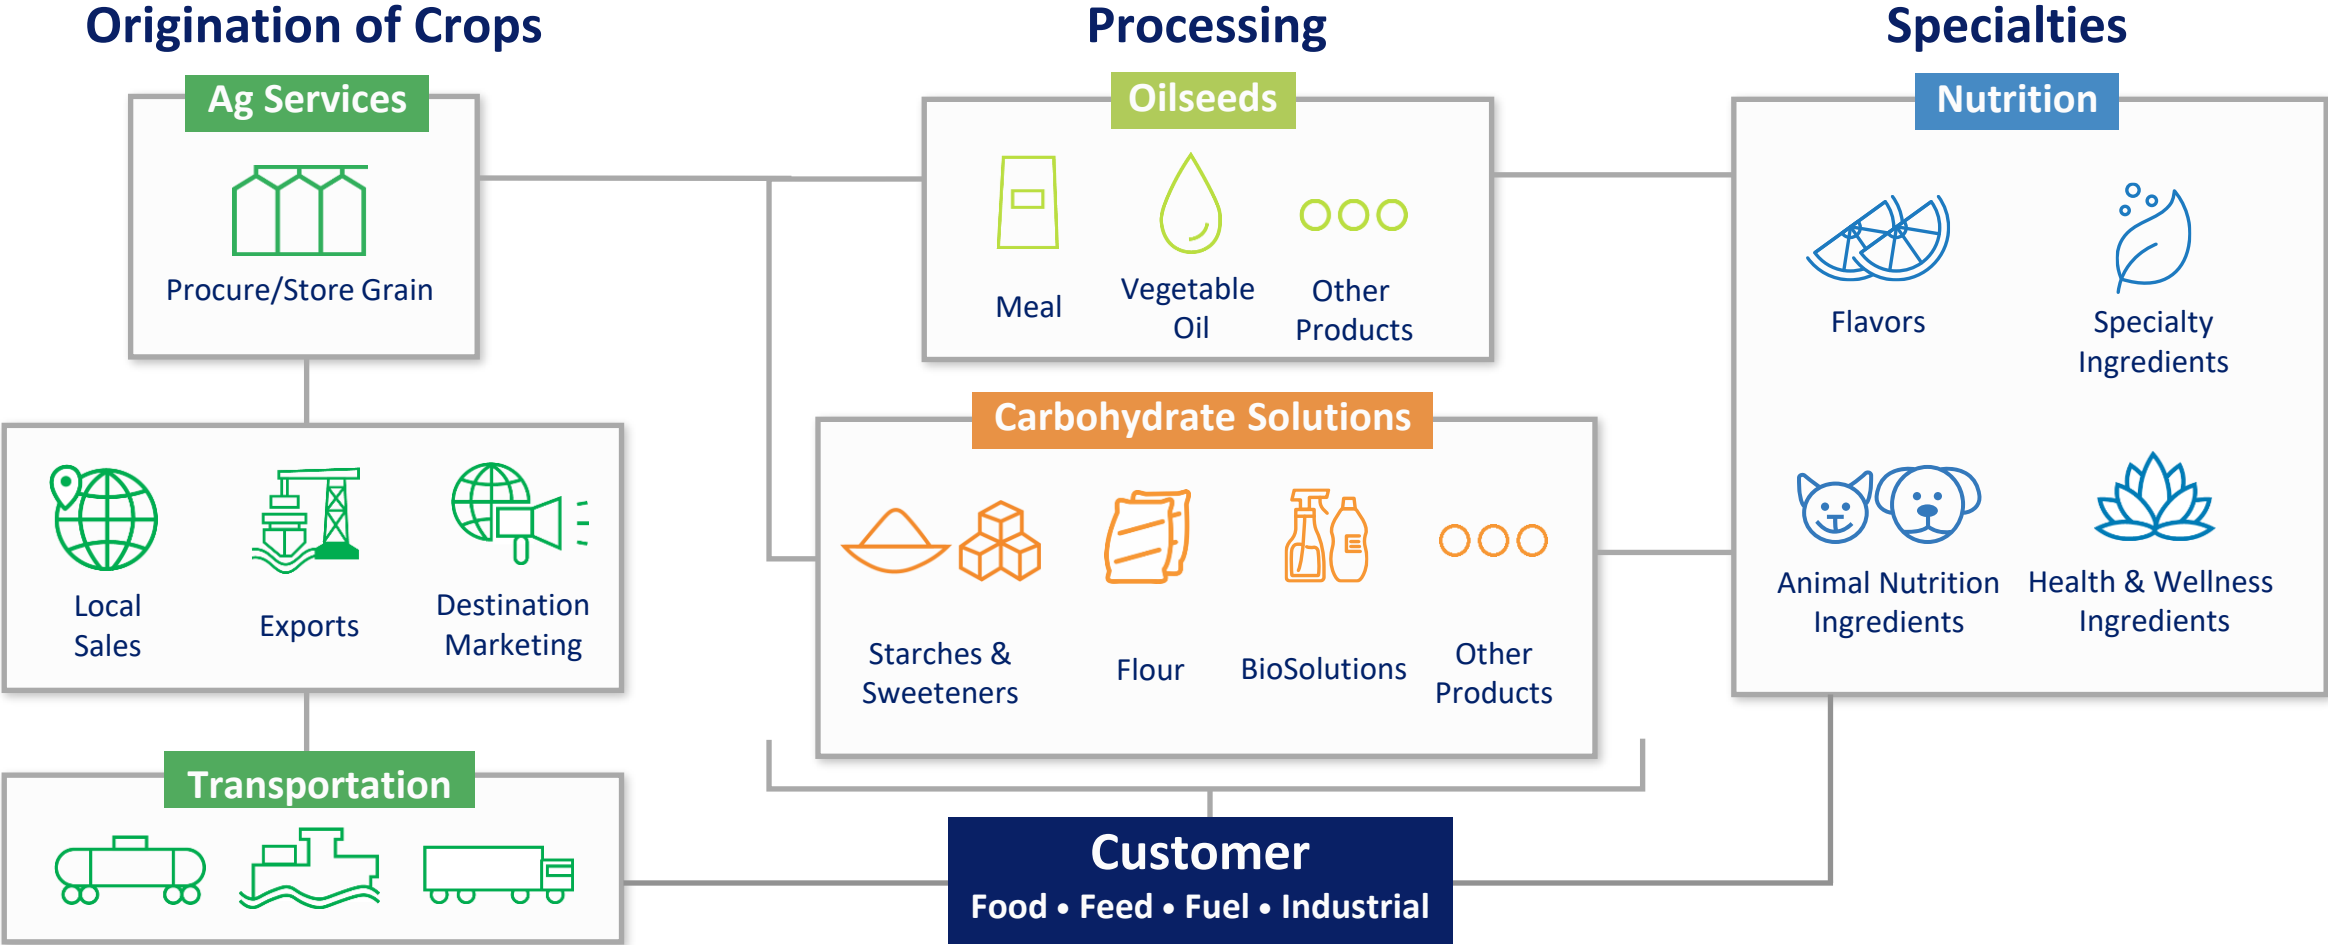 Origination of Crops
Ag Services
Procure/Store Grain
Local
Sales
Exports
Destination
Marketing
Transportation
Processing
Oilseeds
Meal
Vegetable
Oil
Other
Products
Carbohydrate Solutions
Starches &
Sweeteners
Flour
BioSolutions
Other
Products
Customer
Food • Feed • Fuel • Industrial
Specialties
Nutrition
Flavors
Specialty
Ingredients
Animal Nutrition
Ingredients
Health & Wellness
Ingredients